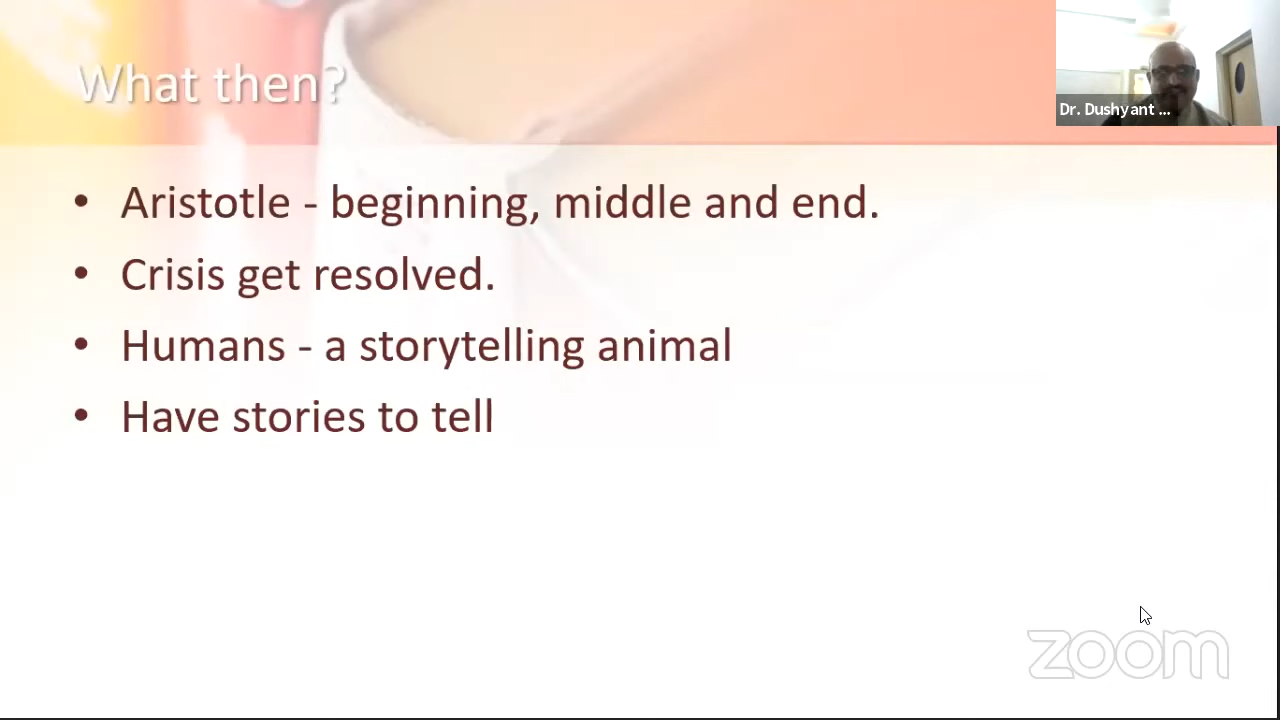 What then?
Dr. Dushyant ...
• Aristotle - beginning, middle and end.
• Crisis get resolved.
• Humans - a storytelling animal
• Have stories to tell
zoom